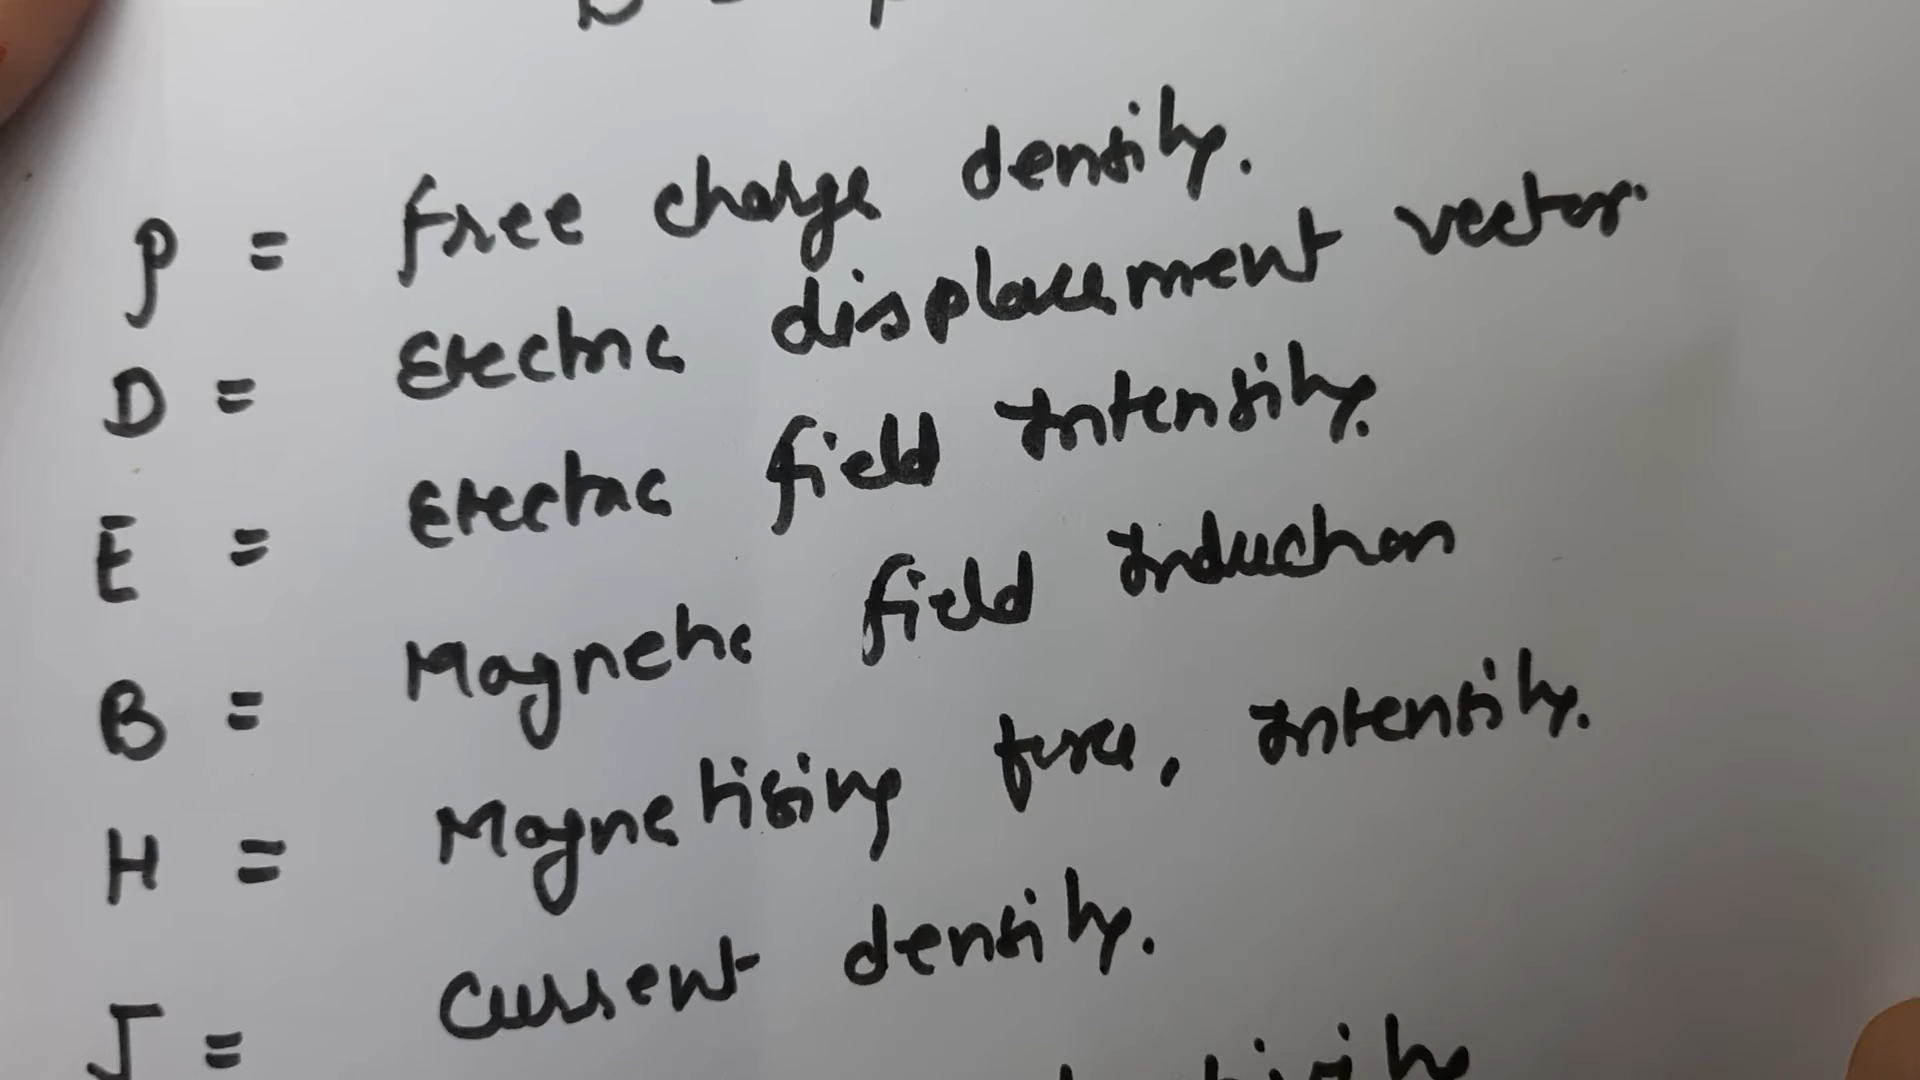 ρ = free charge density.
D = Electric displacement vector.
E = Electric field Intensity.
B = Magnetic field Induction
H = Magnetising force, Intensity.
J = Current density.